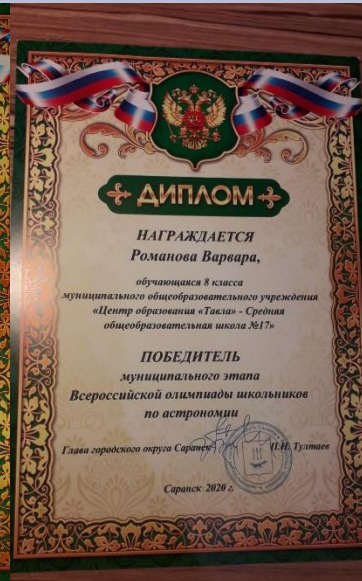 ДИПЛОМ
НАГРАЖДАЕТСЯ
Романова Варвара,
обучающаяся 8 класса
муниципального общеобразовательного учреждения
«Центр образования «Тавла» - Средняя
общеобразовательная школа №17»
ПОБЕДИТЕЛЬ
муниципального этапа
Всероссийской олимпиады школьников
по астрономии
Глава городского округа Саранск П.Н. Тултаев
Саранск 2020 г.